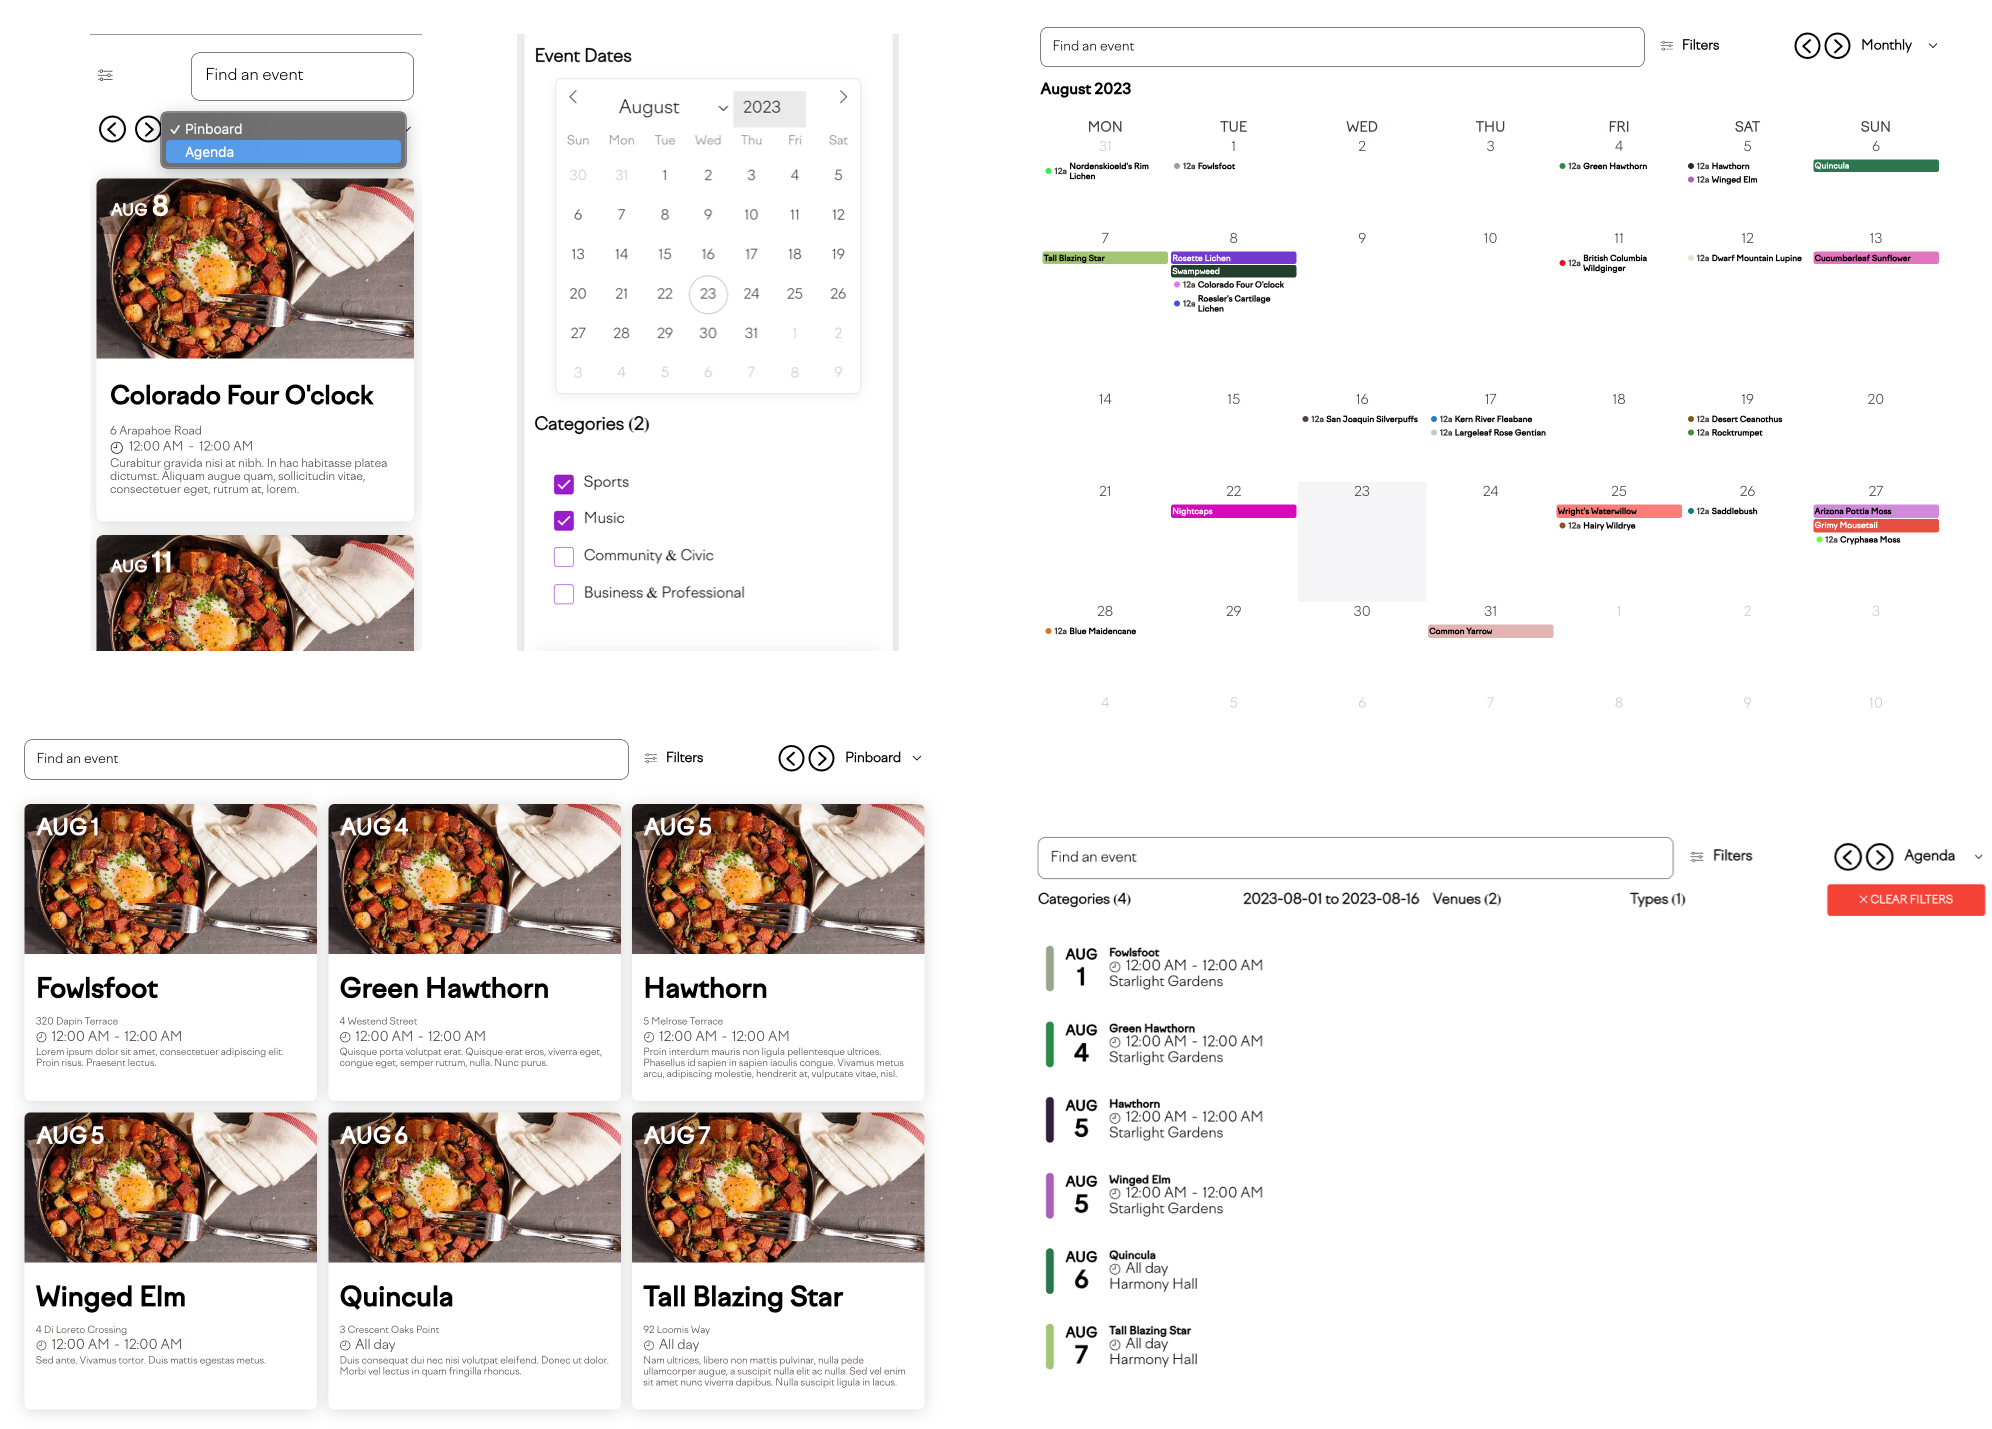 Find an event
Pinboard
Agenda
AUG 8
Colorado Four O'clock
6 Arapahoe Road
12:00 AM - 12:00 AM
Curabitur gravida nisi at nibh. In hac habitasse platea
dictumst. Aliquam augue quam, sollicitudin vitae,
consectetuer eget, rutrum at, lorem.
AUG 11
Event Dates
August 2023
Sun Mon Tue Wed Thu Fri Sat
30 31 1 2 3 4 5
6 7 8 9 10 11 12
13 14 15 16 17 18 19
20 21 22 23 24 25 26
27 28 29 30 31 1 2
3 4 5 6 7 8 9
Categories (2)
Sports
Music
Community & Civic
Business & Professional
Find an event Filters Monthly
August 2023
MON TUE WED THU FRI SAT SUN
31 1 2 3 4 5 6
12a Nordenskioeld's Rim
Lichen
12a Fowlsfoot
12a Green Hawthorn
12a Hawthorn
12a Winged Elm
Quincula
7 8 9 10 11 12 13
Tall Blazing Star
Rosette Lichen
Swampweed
12a Colorado Four O'clock
12a Roesler's Cartilage
Lichen
12a British Columbia
Wildginger
12a Dwarf Mountain Lupine
Cucumberleaf Sunflower
14 15 16 17 18 19 20
12a San Joaquin Silverpuffs
12a Kern River Fleabane
12a Largeleaf Rose Gentian
12a Desert Ceanothus
12a Rocktrumpet
21 22 23 24 25 26 27
Nightcaps
Wright's Waterwillow
12a Hairy Wildrye
12a Saddlebush
Arizona Pottia Moss
Grimy Mousetail
12a Cryphaea Moss
28 29 30 31 1 2 3
12a Blue Maidencane
Common Yarrow
4 5 6 7 8 9 10
Find an event Filters Pinboard
AUG 1
Fowlsfoot
320 Dapin Terrace
12:00 AM - 12:00 AM
Lorem ipsum dolor sit amet, consectetuer adipiscing elit.
Proin risus. Praesent lectus.
AUG 4
Green Hawthorn
4 Westend Street
12:00 AM - 12:00 AM
Quisque porta volutpat erat. Quisque erat eros, viverra eget,
congue eget, semper rutrum, nulla. Nunc purus.
AUG 5
Hawthorn
5 Melrose Terrace
12:00 AM - 12:00 AM
Proin interdum mauris non ligula pellentesque ultrices.
Phasellus id sapien in sapien iaculis congue. Vivamus metus
arcu, adipiscing molestie, hendrerit at, vulputate vitae, nisl.
AUG 5
Winged Elm
4 Di Loreto Crossing
12:00 AM - 12:00 AM
Sed ante. Vivamus tortor. Duis mattis egestas metus.
AUG 6
Quincula
3 Crescent Oaks Point
All day
Duis consequat dui nec nisi volutpat eleifend. Donec ut dolor.
Morbi vel lectus in quam fringilla rhoncus.
AUG 7
Tall Blazing Star
92 Loomis Way
All day
Nam ultrices, libero non mattis pulvinar, nulla pede
ullamcorper augue, a suscipit nulla elit ac nulla. Sed vel enim
sit amet nunc viverra dapibus. Nulla suscipit ligula in lacus.
Find an event Filters Agenda
Categories (4) 2023-08-01 to 2023-08-16 Venues (2) Types (1) CLEAR FILTERS
AUG 1
Fowlsfoot
12:00 AM - 12:00 AM
Starlight Gardens
AUG 4
Green Hawthorn
12:00 AM - 12:00 AM
Starlight Gardens
AUG 5
Hawthorn
12:00 AM - 12:00 AM
Starlight Gardens
AUG 5
Winged Elm
12:00 AM - 12:00 AM
Starlight Gardens
AUG 6
Quincula
All day
Harmony Hall
AUG 7
Tall Blazing Star
All day
Harmony Hall